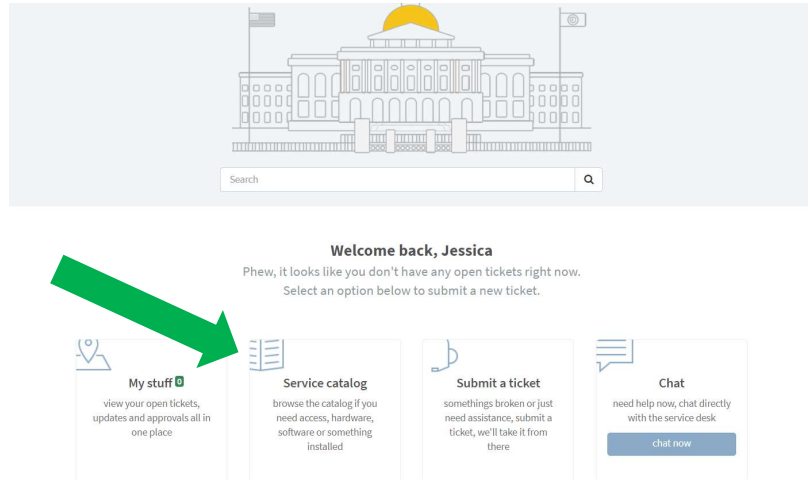 Search
Welcome back, Jessica
Phew, it looks like you don't have any open tickets right now.
Select an option below to submit a new ticket.
My stuff 0
view your open tickets,
updates and approvals all in
one place
Service catalog
browse the catalog if you
need access, hardware,
software or something
installed
Submit a ticket
somethings broken or just
need assistance, submit a
ticket, we'll take it from
there
Chat
need help now, chat directly
with the service desk
chat now